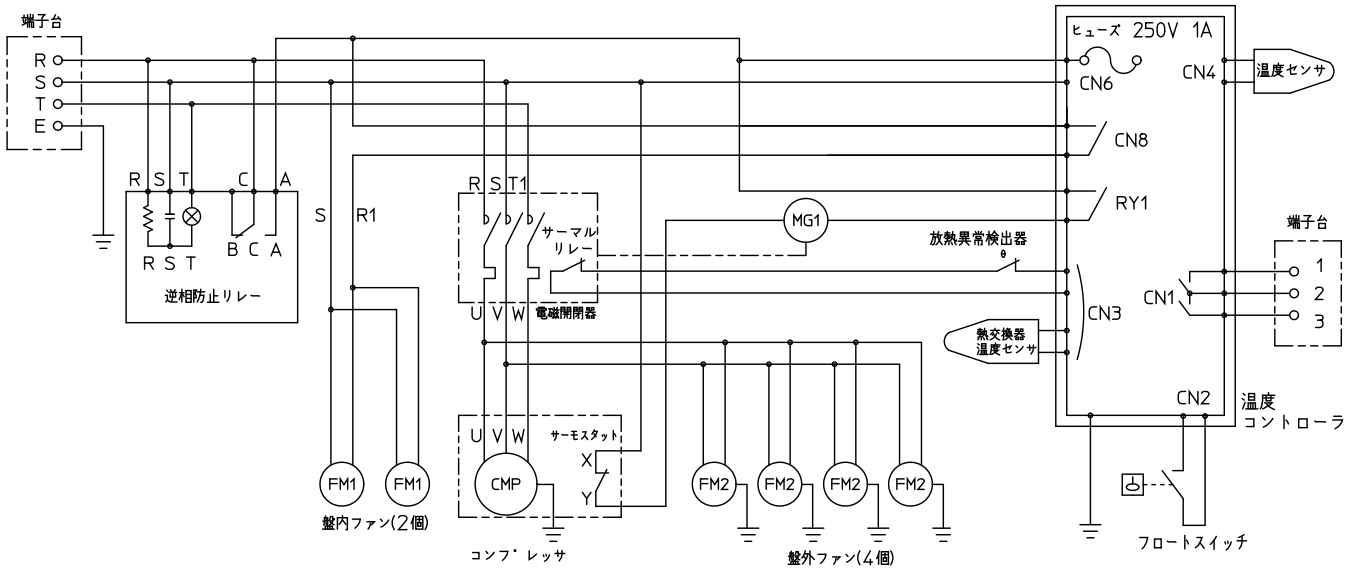 端子台
R
S
T
E
R S T C A
B C A
R S T
逆相防止リレー
S R1
R S T1
サーマル
リレー
U V W
電磁開閉器
MG1
放熱異常検出器
θ
ヒューズ 250V 1A
CN6
CN4
温度センサ
CN8
RY1
CN3
熱交換器
温度センサ
CN1
端子台
1
2
3
CN2
温度
コントローラ
フロートスイッチ
U V W
サーモスタット
X
Y
CMP
コンプレッサ
FM1 FM1
盤内ファン(2個)
FM2 FM2 FM2 FM2
盤外ファン(4個)